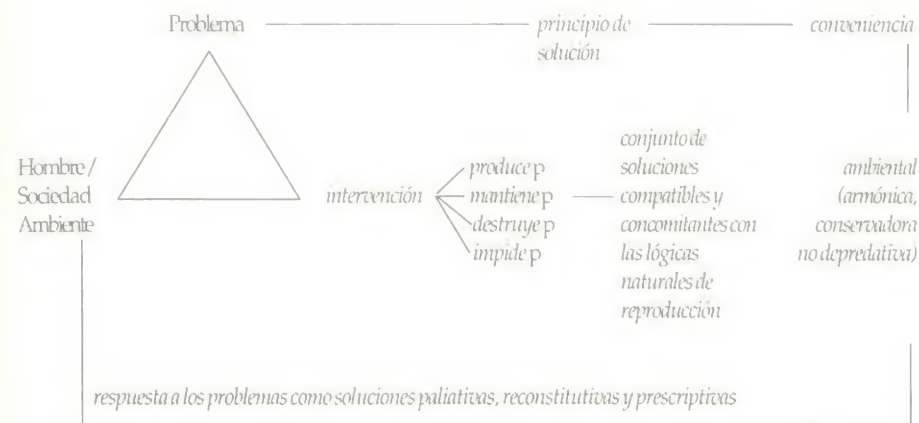 Problema
principio de
solución
conveniencia
Hombre/
Sociedad
Ambiente
intervención
produce p
mantiene p
destruye p
impide p
conjunto de
soluciones
compatibles y
concomitantes con
las lógicas
naturales de
reproducción
ambiental
(armónica,
conservadora
no depredativa)
respuesta a los problemas como soluciones paliativas, reconstitutivas y prescriptivas